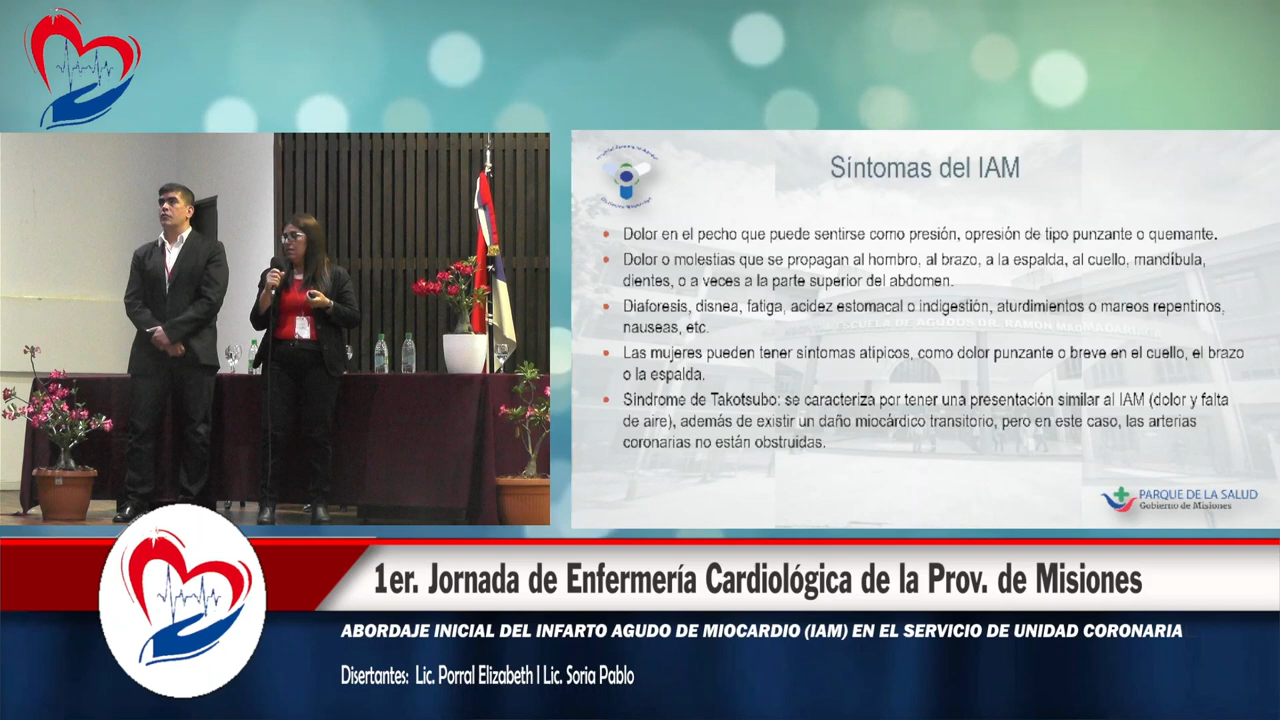 Síntomas del IAM
Dolor en el pecho que puede sentirse como presión, opresión de tipo punzante o quemante.
Dolor o molestias que se propagan al hombro, al brazo, a la espalda, al cuello, mandíbula,
dientes, o a veces a la parte superior del abdomen.
Diaforesis, disnea, fatiga, acidez estomacal o indigestión, aturdimientos o mareos repentinos,
nauseas, etc.
Las mujeres pueden tener síntomas atípicos, como dolor punzante o breve en el cuello, el brazo
o la espalda.
Síndrome de Takotsubo: se caracteriza por tener una presentación similar al IAM (dolor y falta
de aire), además de existir un daño miocárdico transitorio, pero en este caso, las arterias
coronarias no están obstruidas.
ESCUELA DE AGUDOS DR. RAMÓN MADARIAGA
PARQUE DE LA SALUD
Gobierno de Misiones
1er. Jornada de Enfermería Cardiológica de la Prov. de Misiones
ABORDAJE INICIAL DEL INFARTO AGUDO DE MIOCARDIO (IAM) EN EL SERVICIO DE UNIDAD CORONARIA
Disertantes: Lic. Porral Elizabeth l Lic. Soria Pablo